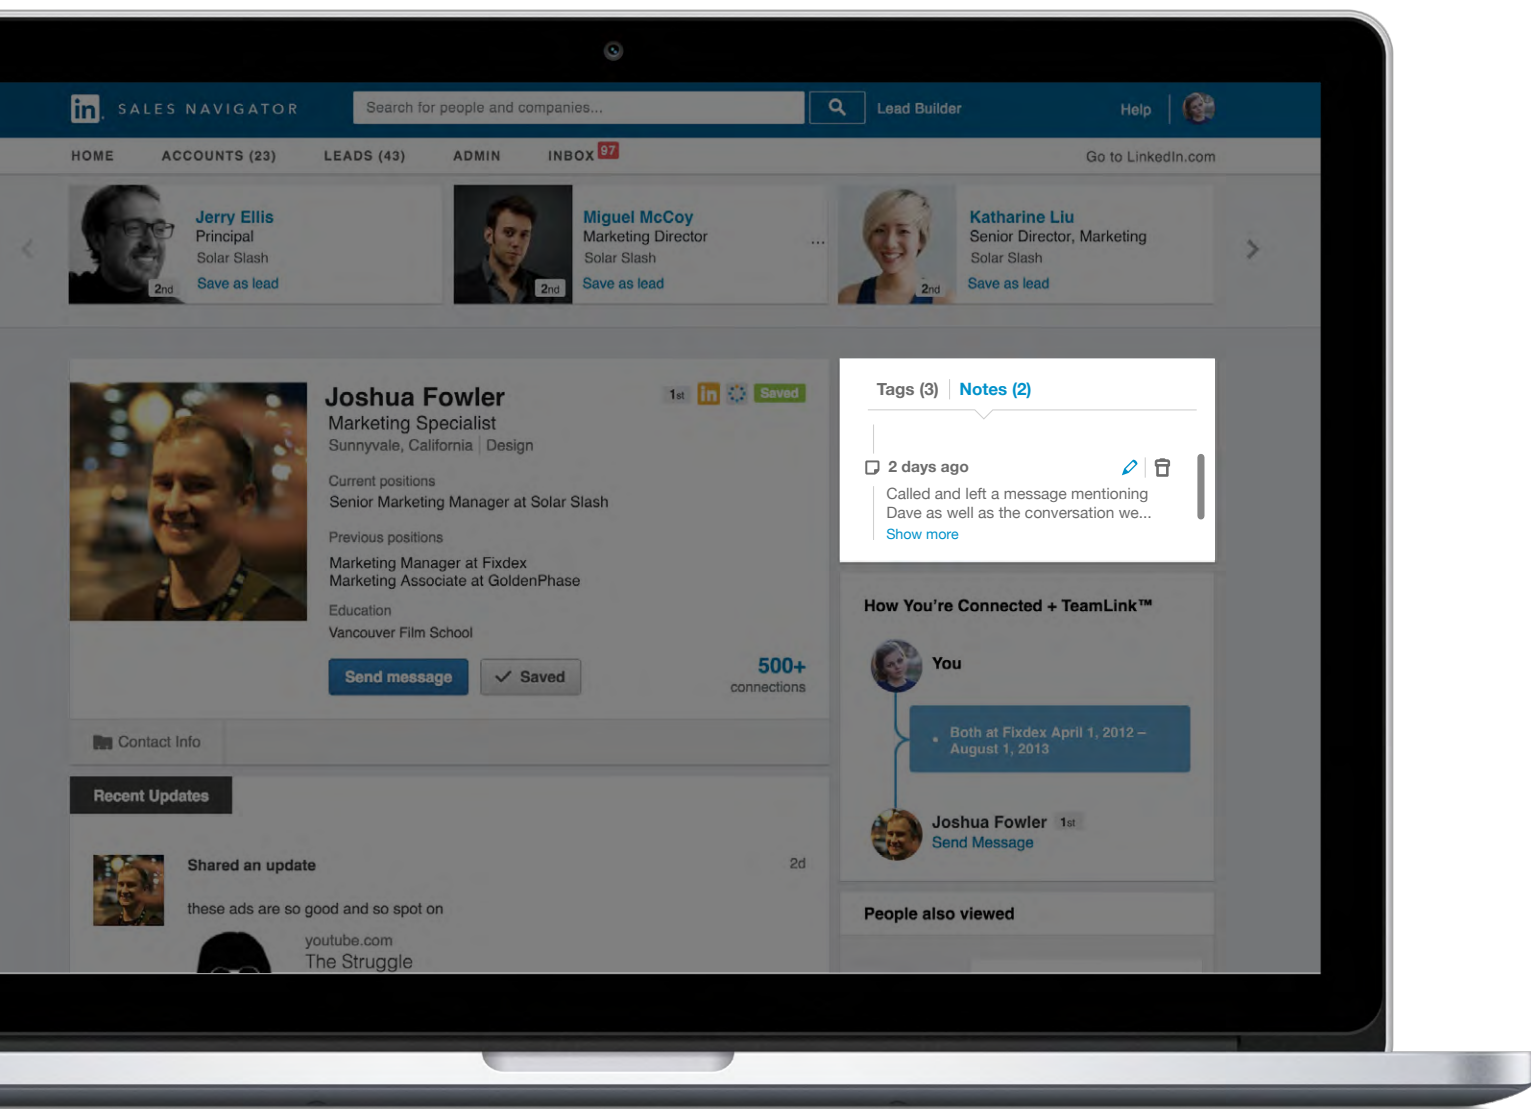 in. SALES NAVIGATOR
Search for people and companies...
Lead Builder
Help
HOME
ACCOUNTS (23)
LEADS (43)
ADMIN
INBOX 97
Go to LinkedIn.com
Jerry Ellis
Principal
Solar Slash
Save as lead
2nd
Miguel McCoy
Marketing Director
Solar Slash
Save as lead
2nd
...
Katharine Liu
Senior Director, Marketing
Solar Slash
Save as lead
2nd
Joshua Fowler
1st in Saved
Marketing Specialist
Sunnyvale, California | Design
Current positions
Senior Marketing Manager at Solar Slash
Previous positions
Marketing Manager at Fixdex
Marketing Associate at GoldenPhase
Education
Vancouver Film School
Send message
Saved
500+
connections
Contact Info
Recent Updates
Shared an update
2d
these ads are so good and so spot on
youtube.com
The Struggle
Tags (3) | Notes (2)
2 days ago
Called and left a message mentioning
Dave as well as the conversation we...
Show more
How You're Connected + TeamLink™
You
• Both at Fixdex April 1, 2012 –
August 1, 2013
Joshua Fowler 1st
Send Message
People also viewed